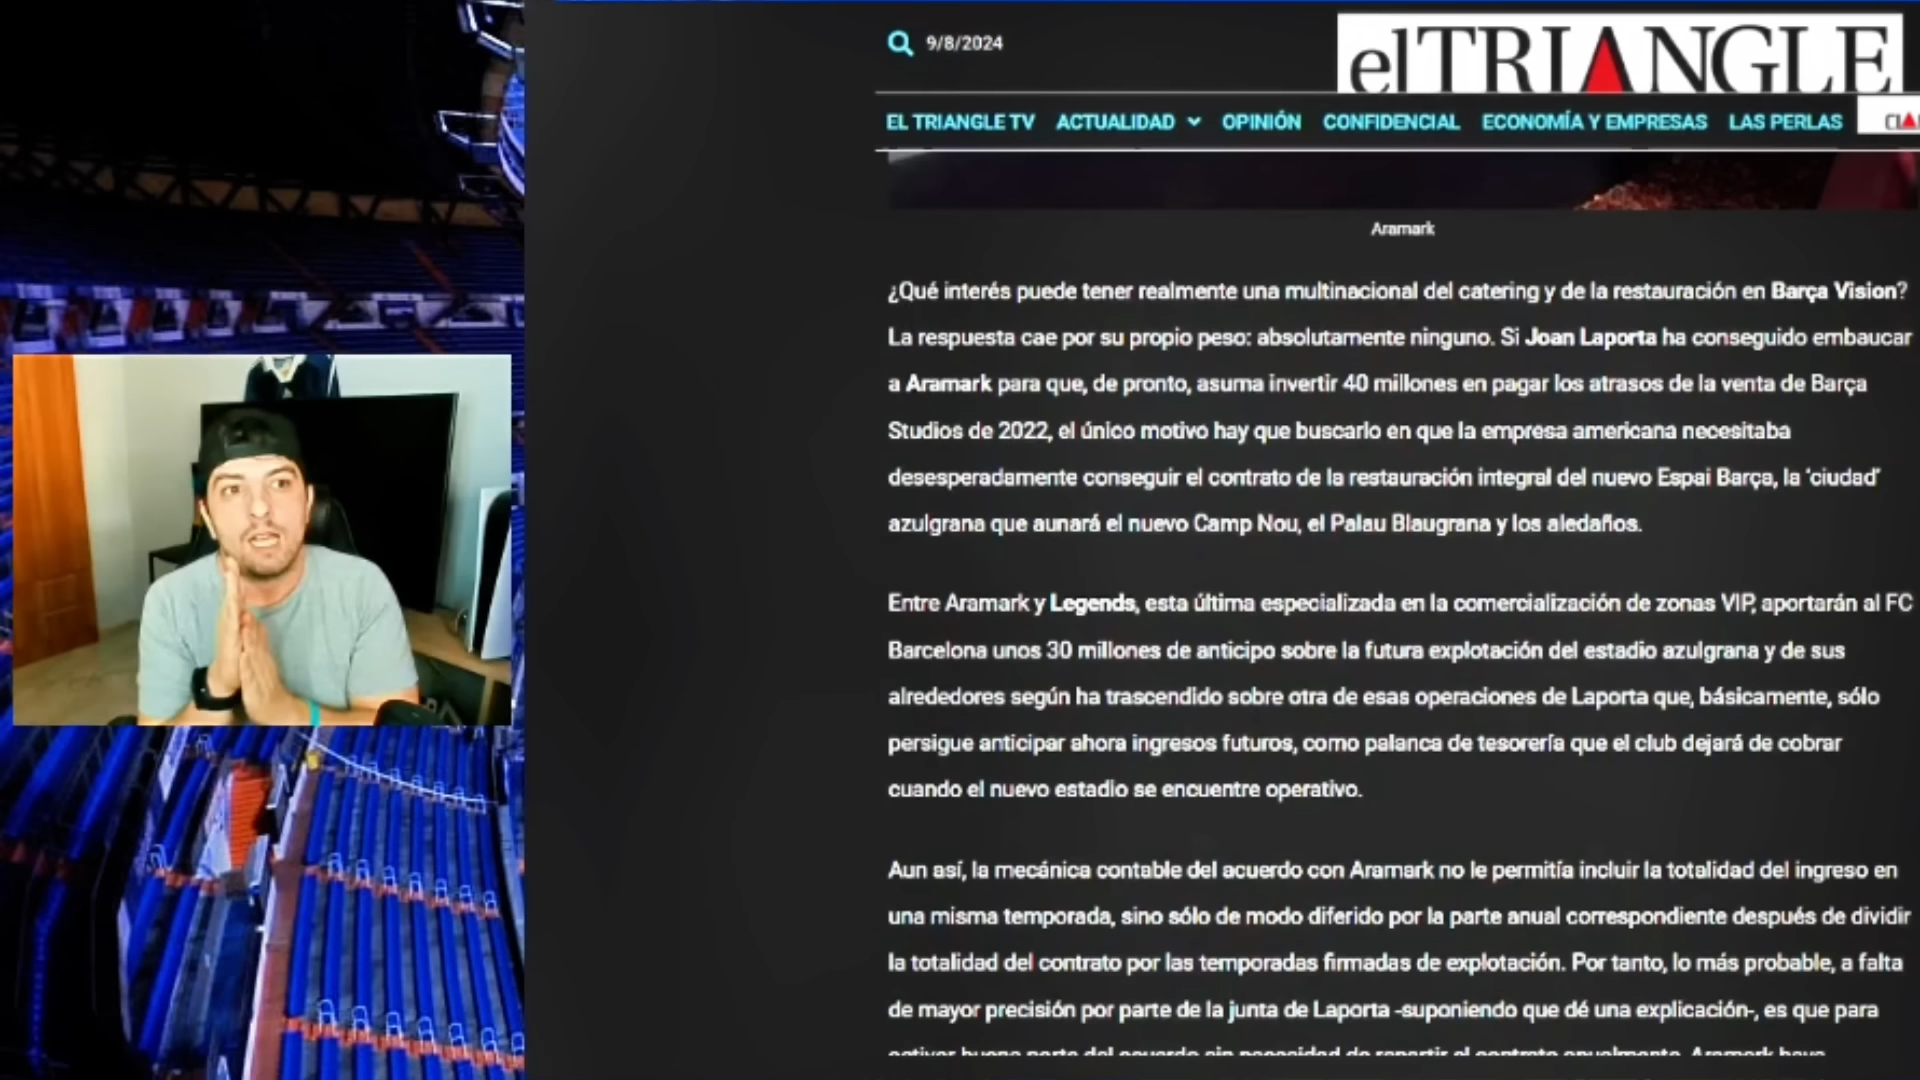 9/8/2024
elTRIANGLE
EL TRIANGLE TV ACTUALIDAD OPINIÓN CONFIDENCIAL ECONOMÍA Y EMPRESAS LAS PERLAS
Aramark
¿Qué interés puede tener realmente una multinacional del catering y de la restauración en Barça Vision?
La respuesta cae por su propio peso: absolutamente ninguno. Si Joan Laporta ha conseguido embaucar
a Aramark para que, de pronto, asuma invertir 40 millones en pagar los atrasos de la venta de Barça
Studios de 2022, el único motivo hay que buscarlo en que la empresa americana necesitaba
desesperadamente conseguir el contrato de la restauración integral del nuevo Espai Barça, la ‘ciudad’
azulgrana que aunará el nuevo Camp Nou, el Palau Blaugrana y los aledaños.
Entre Aramark y Legends, esta última especializada en la comercialización de zonas VIP, aportarán al FC
Barcelona unos 30 millones de anticipo sobre la futura explotación del estadio azulgrana y de sus
alrededores según ha trascendido sobre otra de esas operaciones de Laporta que, básicamente, sólo
persigue anticipar ahora ingresos futuros, como palanca de tesorería que el club dejará de cobrar
cuando el nuevo estadio se encuentre operativo.
Aun así, la mecánica contable del acuerdo con Aramark no le permitía incluir la totalidad del ingreso en
una misma temporada, sino sólo de modo diferido por la parte anual correspondiente después de dividir
la totalidad del contrato por las temporadas firmadas de explotación. Por tanto, lo más probable, a falta
de mayor precisión por parte de la junta de Laporta -suponiendo que dé una explicación-, es que para